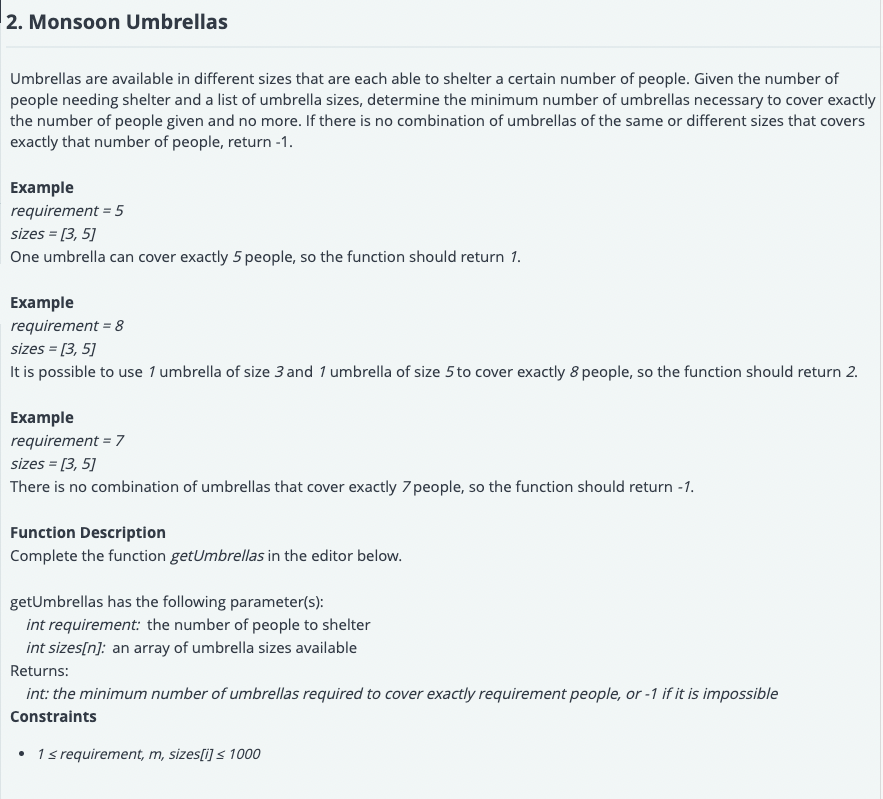 2. Monsoon Umbrellas
Umbrellas are available in different sizes that are each able to shelter a certain number of people. Given the number of
people needing shelter and a list of umbrella sizes, determine the minimum number of umbrellas necessary to cover exactly
the number of people given and no more. If there is no combination of umbrellas of the same or different sizes that covers
exactly that number of people, return -1.
Example
requirement = 5
sizes = [3, 5]
One umbrella can cover exactly 5 people, so the function should return 1.
Example
requirement = 8
sizes = [3, 5]
It is possible to use 1 umbrella of size 3 and 1 umbrella of size 5 to cover exactly 8 people, so the function should return 2.
Example
requirement = 7
sizes = [3, 5]
There is no combination of umbrellas that cover exactly 7 people, so the function should return -1.
Function Description
Complete the function getUmbrellas in the editor below.
getUmbrellas has the following parameter(s):
int requirement: the number of people to shelter
int sizes[n]: an array of umbrella sizes available
Returns:
int: the minimum number of umbrellas required to cover exactly requirement people, or -1 if it is impossible
Constraints
• 1 ≤ requirement, m, sizes[i] ≤ 1000